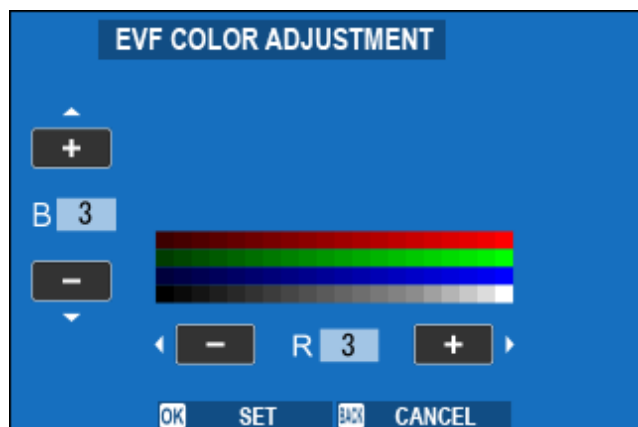 EVF COLOR ADJUSTMENT
+
B 3
−
− R 3 +
OK SET BACK CANCEL